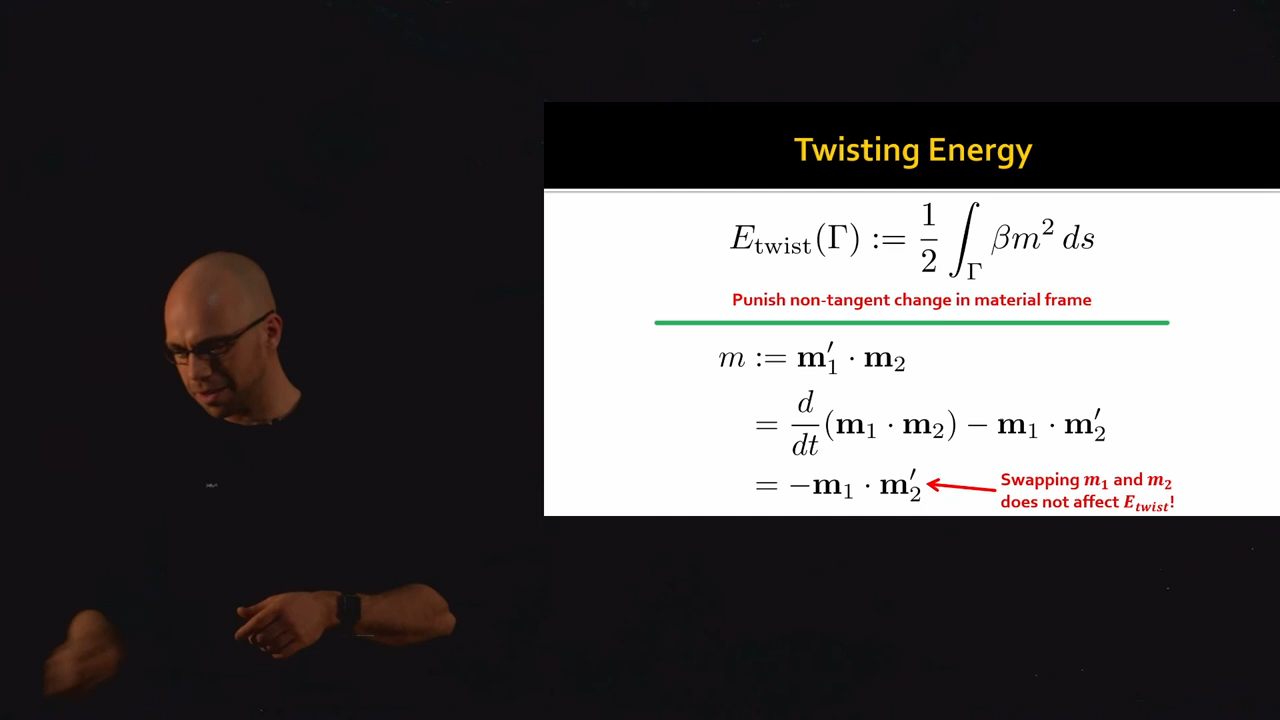 Twisting Energy
E_twist(Γ) := 1/2 ∫_Γ βm² ds
Punish non-tangent change in material frame
m := m₁′ · m₂
= d/dt (m₁ · m₂) − m₁ · m₂′
= −m₁ · m₂′
Swapping m₁ and m₂
does not affect E_twist!